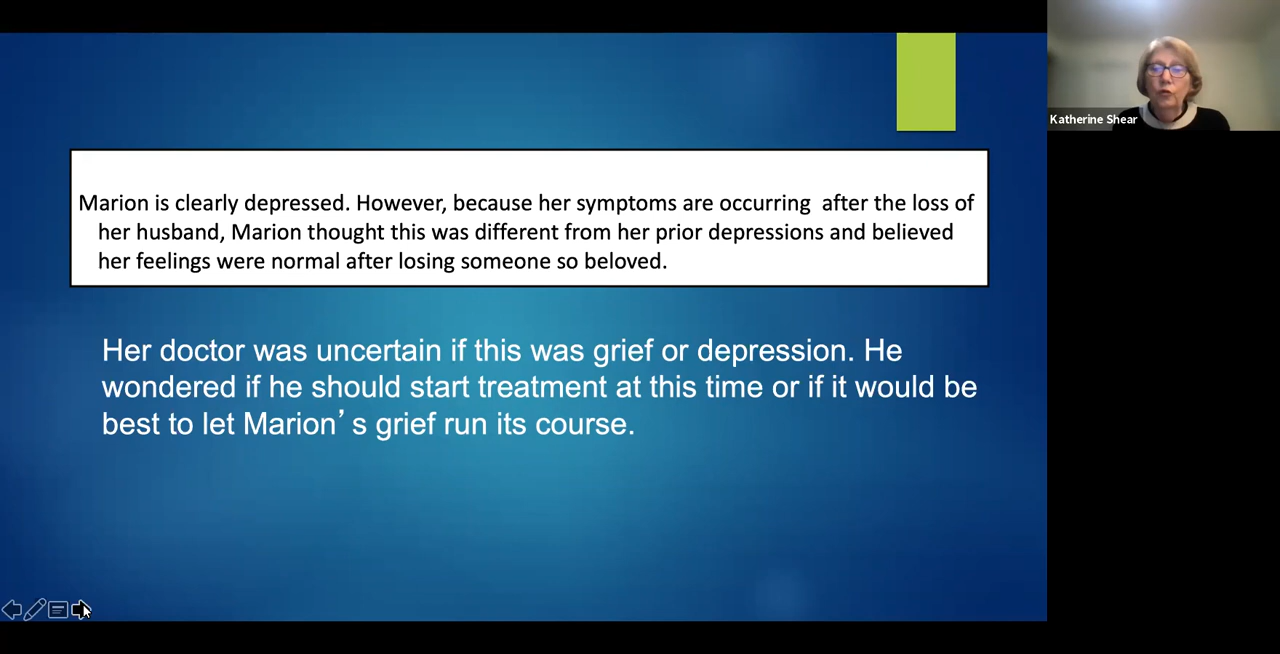 Katherine Shear
Marion is clearly depressed. However, because her symptoms are occurring  after the loss of
her husband, Marion thought this was different from her prior depressions and believed
her feelings were normal after losing someone so beloved.
Her doctor was uncertain if this was grief or depression. He
wondered if he should start treatment at this time or if it would be
best to let Marion’s grief run its course.